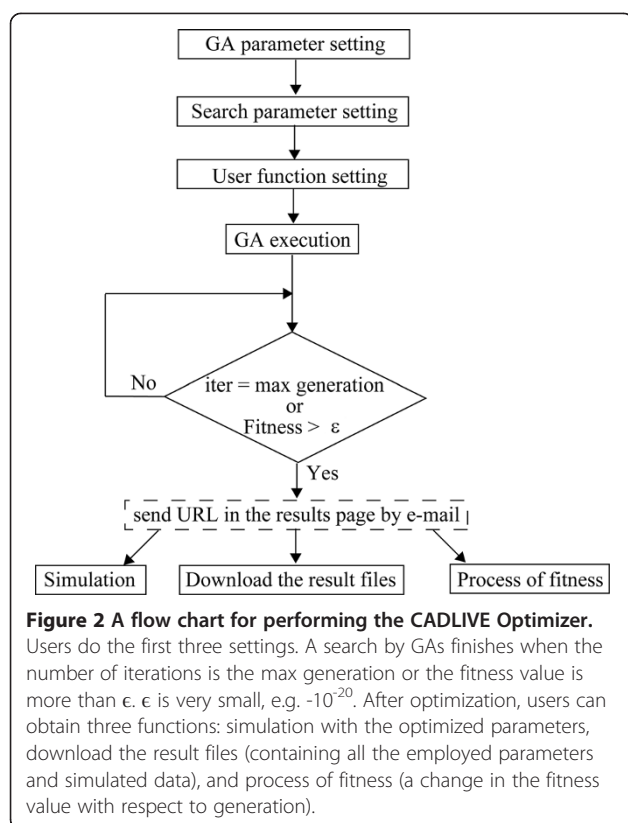 GA parameter setting
Search parameter setting
User function setting
GA execution
No
iter = max generation
or
Fitness > ε
Yes
send URL in the results page by e-mail
Simulation
Download the result files
Process of fitness
Figure 2 A flow chart for performing the CADLIVE Optimizer.
Users do the first three settings. A search by GAs finishes when the
number of iterations is the max generation or the fitness value is
more than ϵ. ϵ is very small, e.g. -10⁻²⁰. After optimization, users can
obtain three functions: simulation with the optimized parameters,
download the result files (containing all the employed parameters
and simulated data), and process of fitness (a change in the fitness
value with respect to generation).